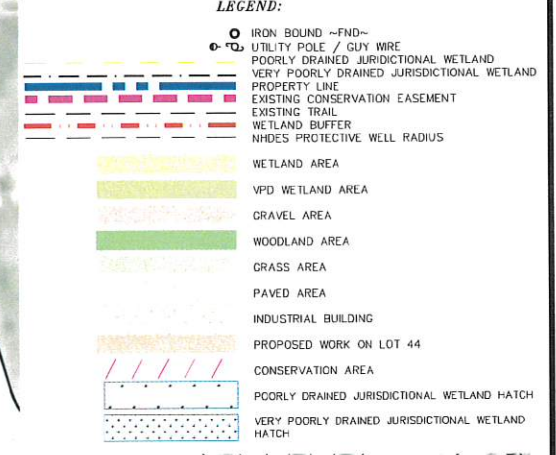 LEGEND:
IRON BOUND ~FND~
UTILITY POLE / GUY WIRE
POORLY DRAINED JURIDICTIONAL WETLAND
VERY POORLY DRAINED JURISDICTIONAL WETLAND
PROPERTY LINE
EXISTING CONSERVATION EASEMENT
EXISTING TRAIL
WETLAND BUFFER
NHDES PROTECTIVE WELL RADIUS
WETLAND AREA
VPD WETLAND AREA
GRAVEL AREA
WOODLAND AREA
GRASS AREA
PAVED AREA
INDUSTRIAL BUILDING
PROPOSED WORK ON LOT 44
CONSERVATION AREA
POORLY DRAINED JURISDICTIONAL WETLAND HATCH
VERY POORLY DRAINED JURISDICTIONAL WETLAND
HATCH